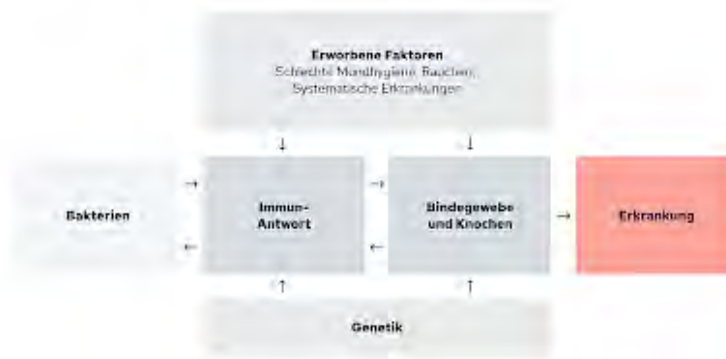 Erworbene Faktoren
Schlechte Mundhygiene, Rauchen,
Systematische Erkrankungen
Bakterien
Immun-
Antwort
Bindegewebe
und Knochen
Erkrankung
Genetik